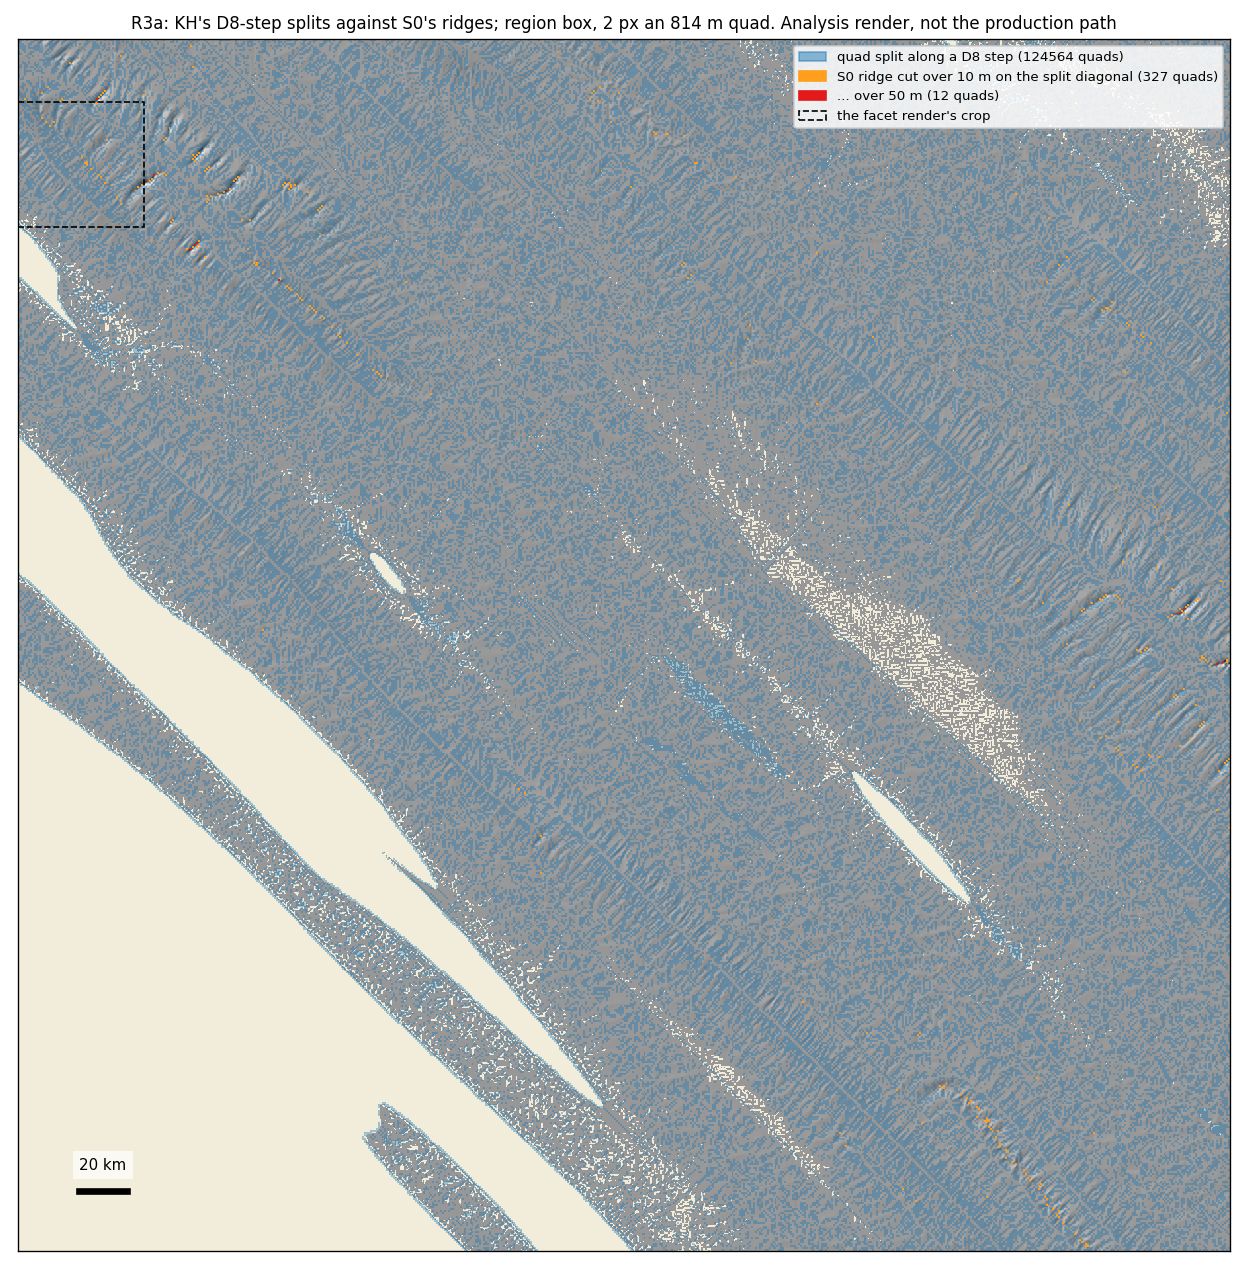 R3a: KH's D8-step splits against S0's ridges; region box, 2 px an 814 m quad. Analysis render, not the production path
quad split along a D8 step (124564 quads)
S0 ridge cut over 10 m on the split diagonal (327 quads)
... over 50 m (12 quads)
the facet render's crop
20 km